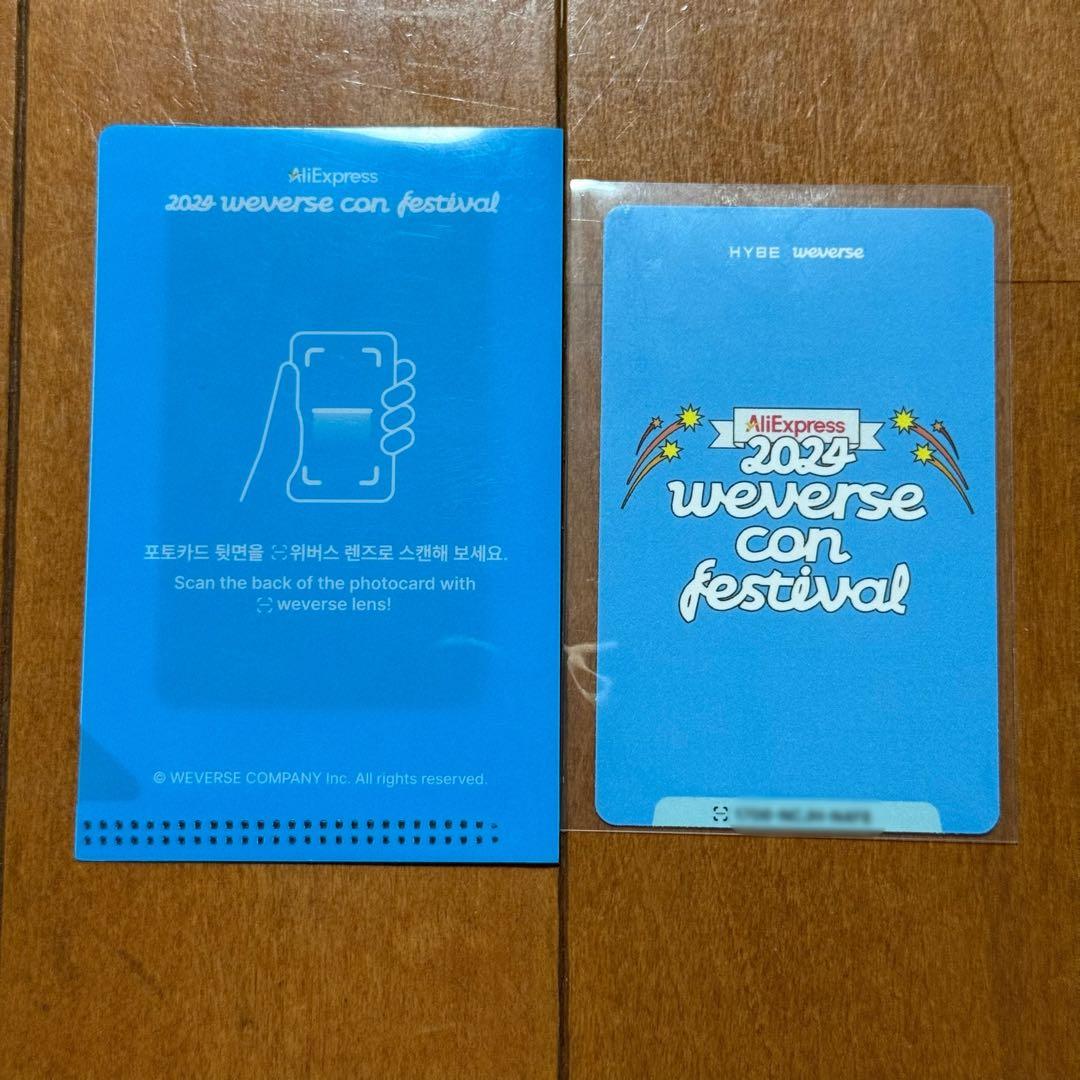 AliExpress
2024 weverse con festival
포토카드 뒷면을 위버스 렌즈로 스캔해 보세요.
Scan the back of the photocard with
weverse lens!
© WEVERSE COMPANY Inc. All rights reserved.
HYBE weverse
AliExpress
2024
weverse
con
festival